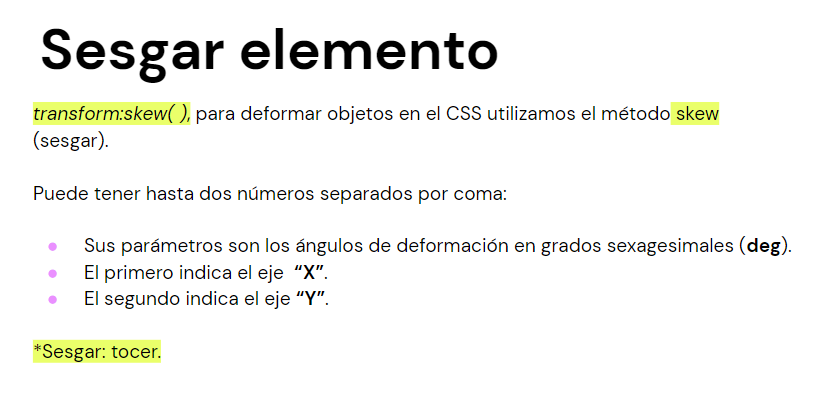 Sesgar elemento
transform:skew( ), para deformar objetos en el CSS utilizamos el método skew
(sesgar).
Puede tener hasta dos números separados por coma:
● Sus parámetros son los ángulos de deformación en grados sexagesimales (deg).
● El primero indica el eje “X”.
● El segundo indica el eje “Y”.
*Sesgar: tocer.